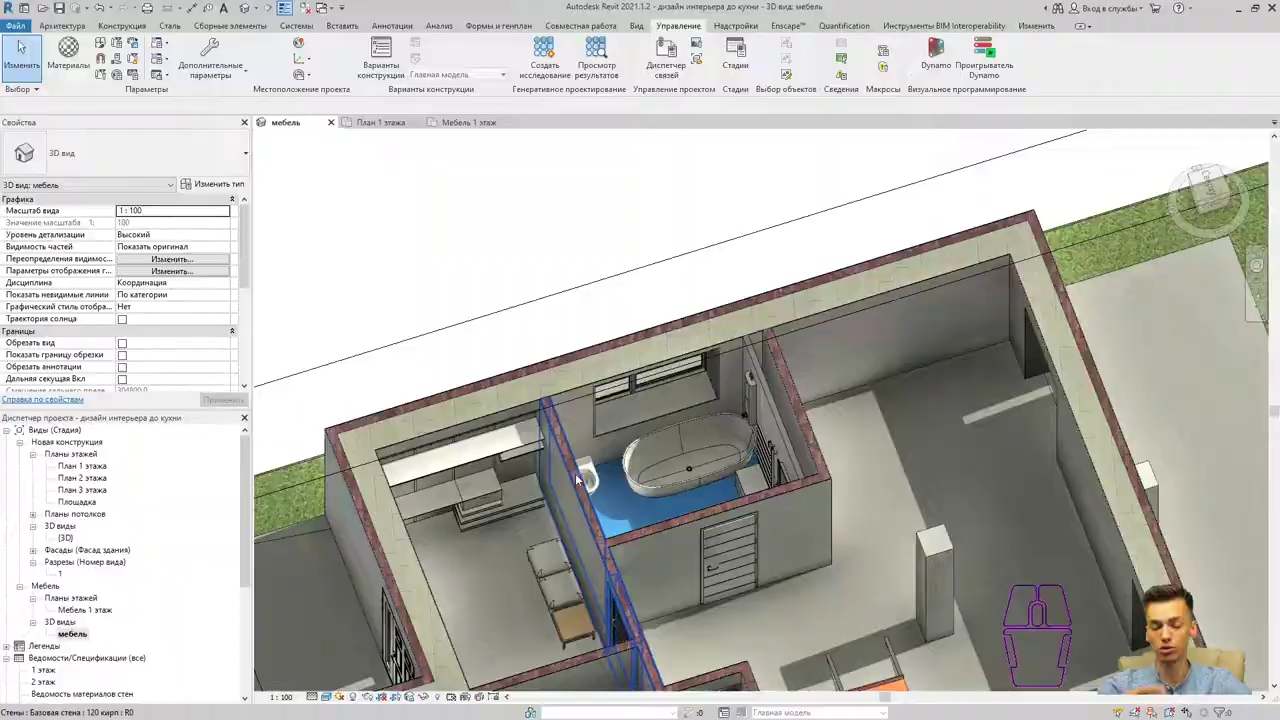 Autodesk Revit 2021.1.2 - дизайн интерьера до кухни - 3D вид: мебель
Вход в службы
Файл Архитектура Конструкция Сталь Сборные элементы Системы Вставить Аннотации Анализ Формы и генплан Совместная работа Вид Управление Надстройки Enscape™ Quantification Инструменты BIM Interoperability Изменить
Изменить
Материалы
Дополнительные параметры
Варианты конструкции
Главная модель
Создать исследование
Просмотр результатов
Диспетчер связей
Стадии
Dynamo
Проигрыватель Dynamo
Выбор
Параметры
Местоположение проекта
Варианты конструкции
Генеративное проектирование
Управление проектом
Стадии
Выбор объектов
Сведения
Макросы
Визуальное программирование
Свойства
мебель
План 1 этажа
Мебель 1 этаж
3D вид
3D вид: мебель
Изменить тип
Графика
Масштаб вида 1 : 100
Значение масштаба 1: 100
Уровень детализации Высокий
Видимость частей Показать оригинал
Переопределения видимос... Изменить...
Параметры отображения г... Изменить...
Дисциплина Координация
Показать невидимые линии По категории
Графический стиль отобра... Нет
Траектория солнца
Границы
Обрезать вид
Показать границу обрезки
Обрезать аннотации
Дальняя секущая Вкл
Справка по свойствам
Применить
Диспетчер проекта - дизайн интерьера до кухни
Виды (Стадия)
Новая конструкция
Планы этажей
План 1 этажа
План 2 этажа
План 3 этажа
Площадка
Планы потолков
3D виды
{3D}
Фасады (Фасад здания)
Разрезы (Номер вида)
1
Мебель
Планы этажей
Мебель 1 этаж
3D виды
мебель
Легенды
Ведомости/Спецификации (все)
1 этаж
2 этаж
Ведомость материалов стен
1 : 100
Стены : Базовая стена : 120 кирп : R0
:0
Главная модель
:0